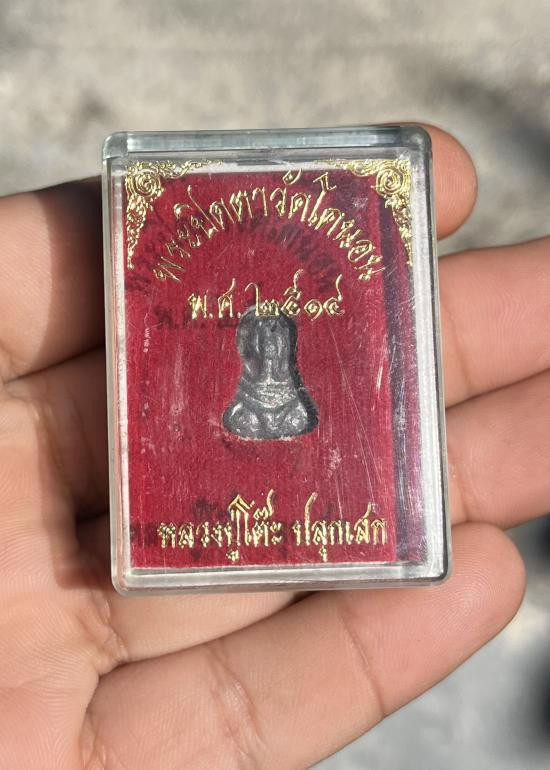 พระปิดตาวัดโคนอน
พ.ศ. ๒๕๑๔
หลวงปู่โต๊ะ ปลุกเสก